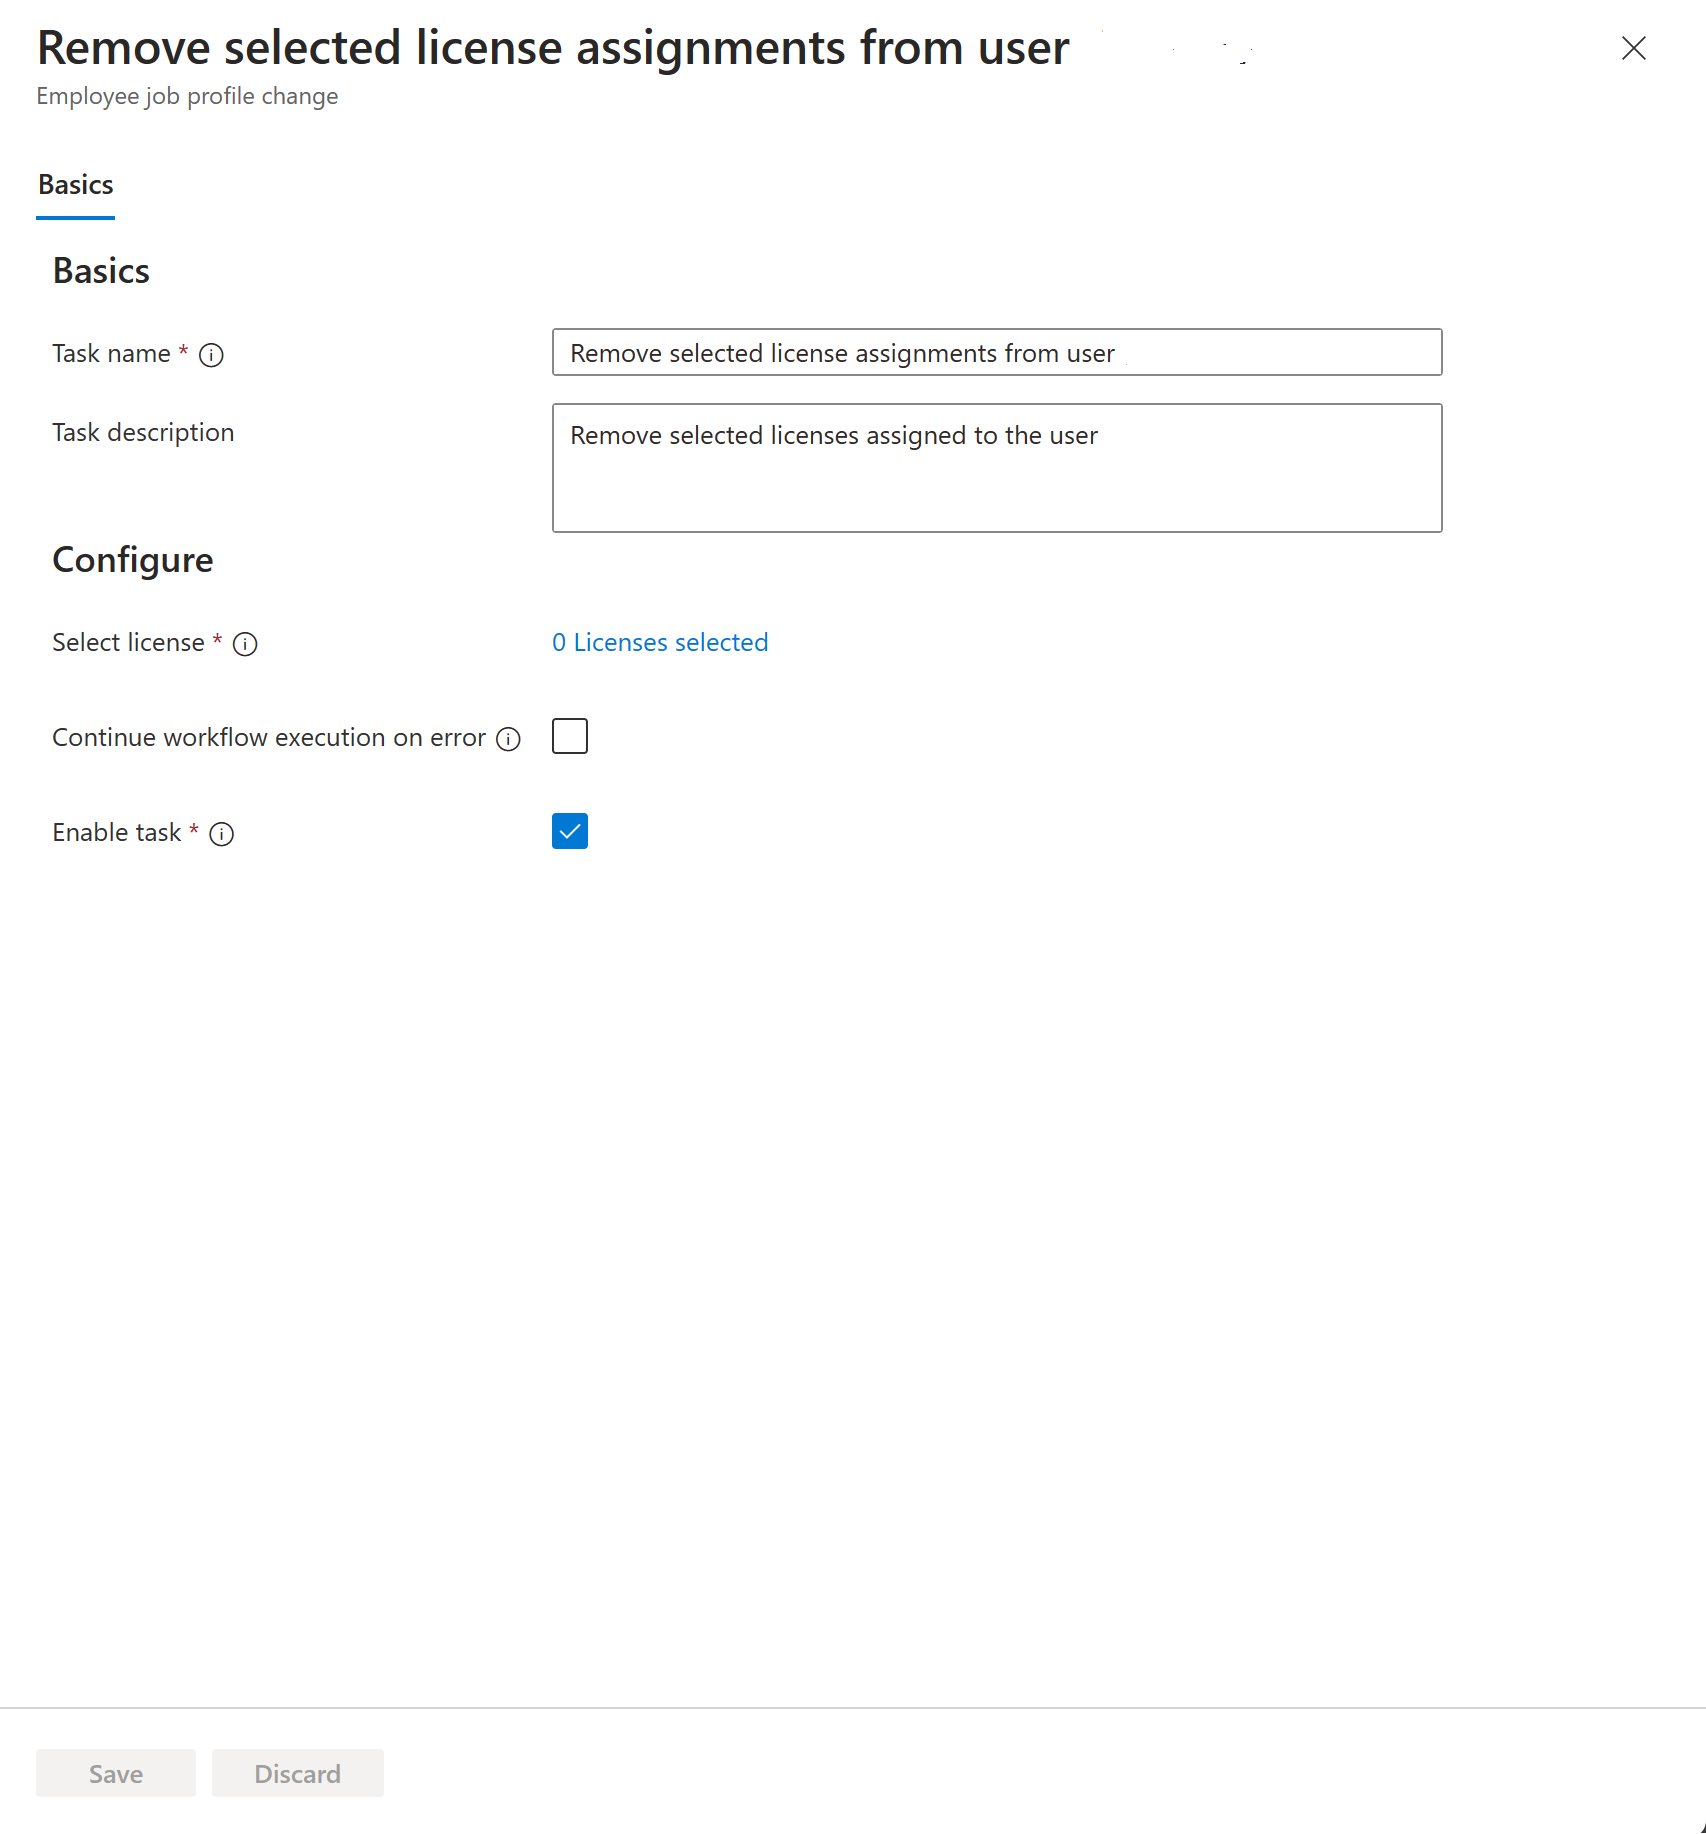 Remove selected license assignments from user
Employee job profile change
Basics
Basics
Task name *
Remove selected license assignments from user
Task description
Remove selected licenses assigned to the user
Configure
Select license *
0 Licenses selected
Continue workflow execution on error
Enable task *
Save
Discard